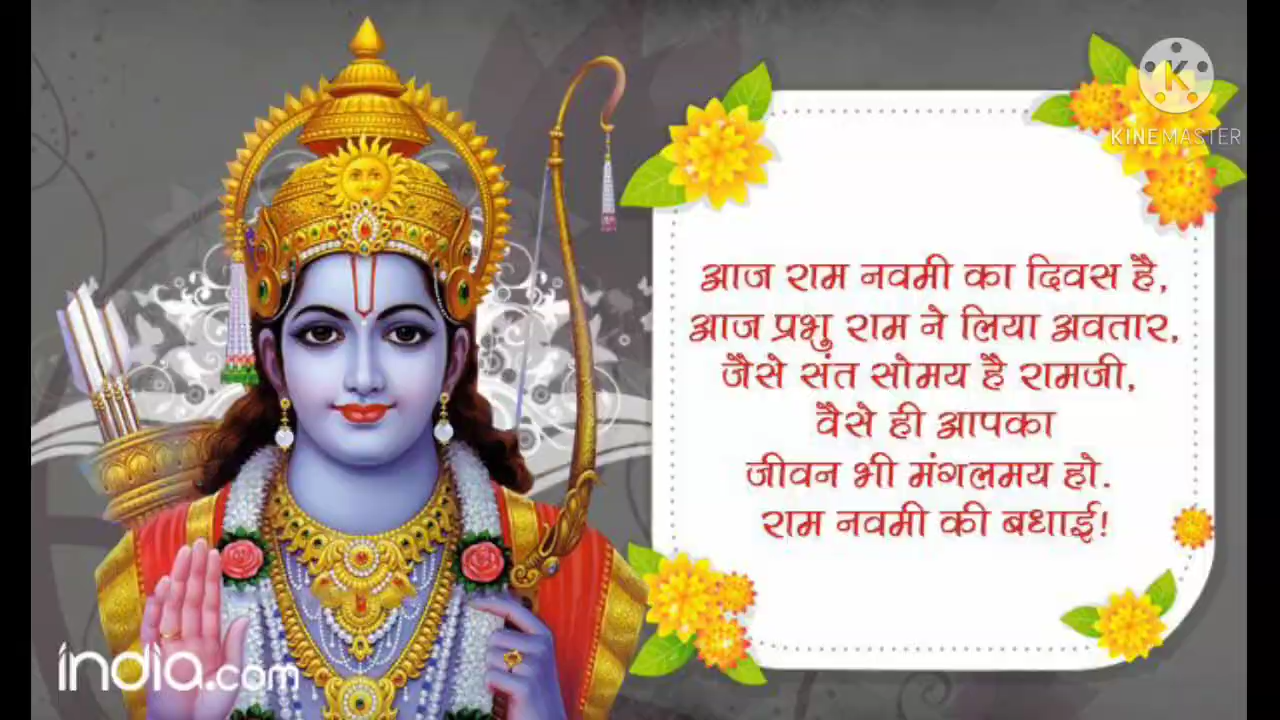 KINEMASTER
आज राम नवमी का दिवस है,
आज प्रभु राम ने लिया अवतार,
जैसे संत सोमय है रामजी,
वैसे ही आपका
जीवन भी मंगलमय हो.
राम नवमी की बधाई!
india.com